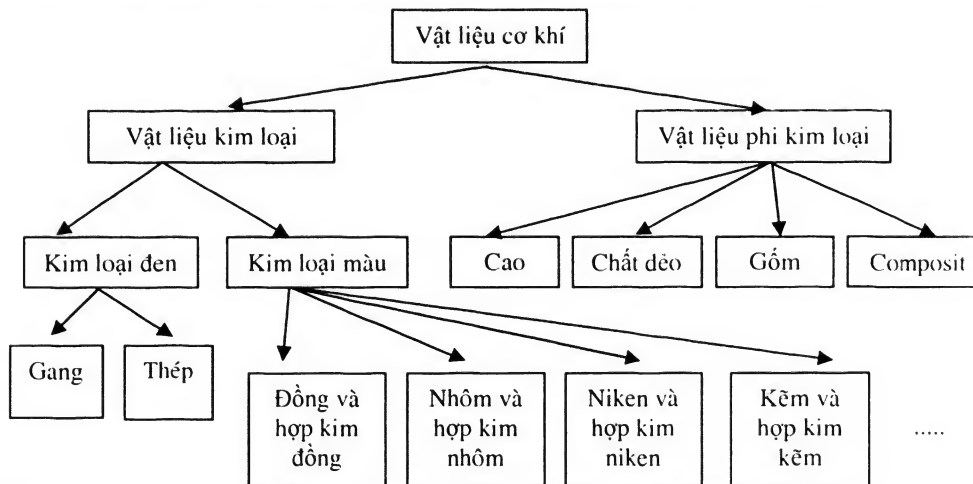 Vật liệu cơ khí
Vật liệu kim loại
Vật liệu phi kim loại
Kim loại đen
Kim loại màu
Cao
Chất dẻo
Gốm
Composit
Gang
Thép
Đồng và
hợp kim
đồng
Nhôm và
hợp kim
nhôm
Niken và
hợp kim
niken
Kẽm và
hợp kim
kẽm
.....